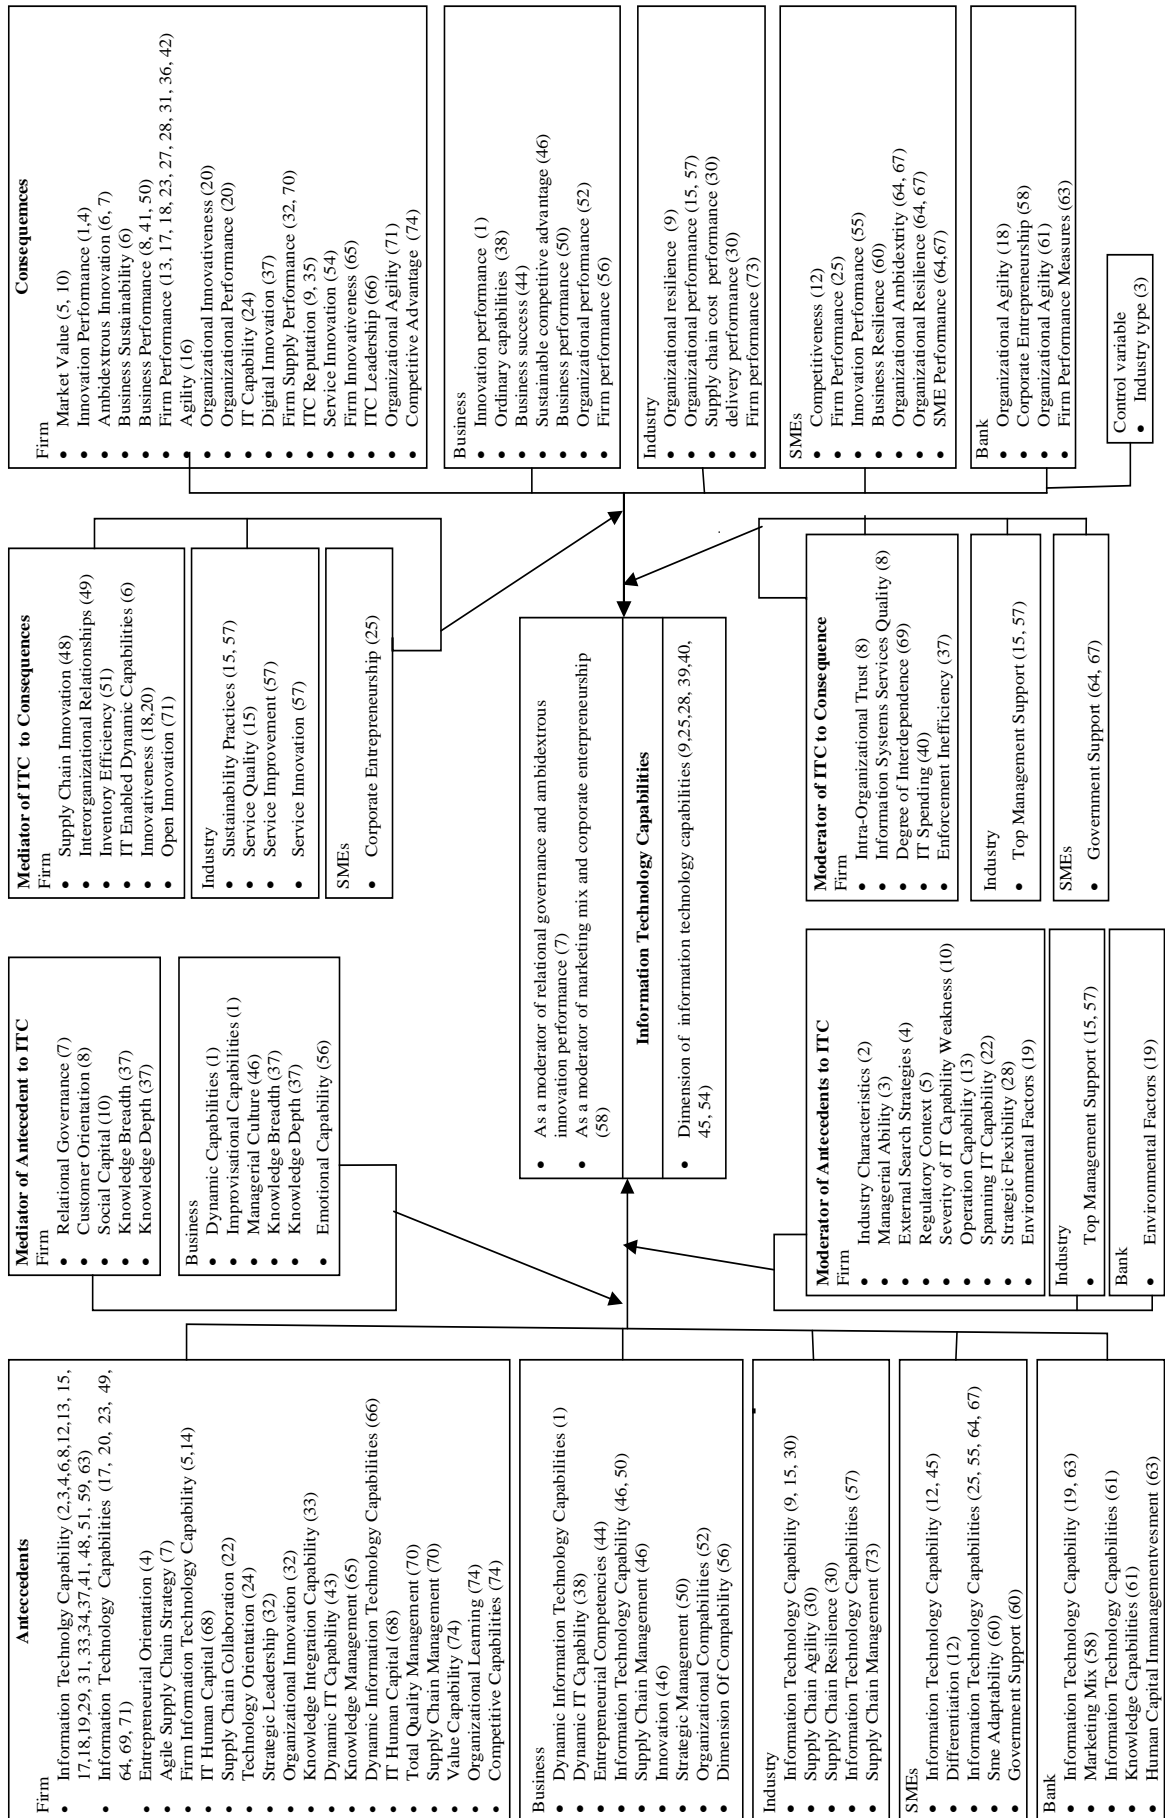 Anteccedents
Firm
• Information Technolgy Capability (2,3,4,6,8,12,13, 15,
17,18,19,29, 31, 33,34,37,41, 48, 51, 59, 63)
• Information Technology Capabilities (17, 20, 23, 49,
64, 69, 71)
• Entrepreneurial Orientation (4)
• Agile Supply Chain Strategy (7)
• Firm Information Technology Capability (5,14)
• IT Human Capital (68)
• Supply Chain Collaboration (22)
• Technology Orientation (24)
• Strategic Leadership (32)
• Organizational Innovation (32)
• Knowledge Integration Capability (33)
• Dynamic IT Capability (43)
• Knowledge Management (65)
• Dynamic Information Technology Capabilities (66)
• IT Human Capital (68)
• Total Quality Management (70)
• Supply Chain Management (70)
• Value Capability (74)
• Organizational Learning (74)
• Competitive Capabilities (74)
Business
• Dynamic Information Technology Capabilities (1)
• Dynamic IT Capability (38)
• Entrepreneurial Competencies (44)
• Information Technology Capability (46, 50)
• Supply Chain Management (46)
• Innovation (46)
• Strategic Management (50)
• Organizational Compabilities (52)
• Dimension Of Compability (56)
Industry
• Information Technology Capability (9, 15, 30)
• Supply Chain Agility (30)
• Supply Chain Resilience (30)
• Information Technology Capabilities (57)
• Supply Chain Management (73)
SMEs
• Information Technology Capability (12, 45)
• Differentiation (12)
• Information Technology Capabilities (25, 55, 64, 67)
• Sme Adaptability (60)
• Government Support (60)
Bank
• Information Technology Capability (19, 63)
• Marketing Mix (58)
• Information Technology Capabilities (61)
• Knowledge Capabilities (61)
• Human Capital Inmanagementvesment (63)
Mediator of Antecedent to ITC
Firm
• Relational Governance (7)
• Customer Orientation (8)
• Social Capital (10)
• Knowledge Breadth (37)
• Knowledge Depth (37)
Business
• Dynamic Capabilities (1)
• Improvisational Capabilities (1)
• Managerial Culture (46)
• Knowledge Breadth (37)
• Knowledge Depth (37)
• Emotional Capability (56)
Moderator of Antecedents to ITC
Firm
• Industry Characteristics (2)
• Managerial Ability (3)
• External Search Strategies (4)
• Regulatory Context (5)
• Severity of IT Capability Weakness (10)
• Operation Capability (13)
• Spanning IT Capability (22)
• Strategic Flexibility (28)
• Environmental Factors (19)
Industry
• Top Management Support (15, 57)
Bank
• Environmental Factors (19)
• As a moderator of relational governance and ambidextrous
innovation performance (7)
• As a moderator of marketing mix and corporate enterpreneurship
(58)
Information Technology Capabilities
• Dimension of information technology capabilities (9,25,28, 39,40,
45, 54)
Mediator of ITC to Consequences
Firm
• Supply Chain Innovation (48)
• Interorganizational Relationships (49)
• Inventory Efficiency (51)
• IT Enabled Dynamic Capabilities (6)
• Innovativeness (18,20)
• Open Innovation (71)
Industry
• Sustainability Practices (15, 57)
• Service Quality (15)
• Service Improvement (57)
• Service Innovation (57)
SMEs
• Corporate Entrepreneurship (25)
Moderator of ITC to Consequence
Firm
• Intra-Organizational Trust (8)
• Information Systems Services Quality (8)
• Degree of Interdependence (69)
• IT Spending (40)
• Enforcement Inefficiency (37)
Industry
• Top Management Support (15, 57)
SMEs
• Government Support (64, 67)
Consequemces
Firm
• Market Value (5, 10)
• Innovation Performance (1,4)
• Ambidextrous Innovation (6, 7)
• Business Sustainability (6)
• Business Performance (8, 41, 50)
• Firm Performance (13, 17, 18, 23, 27, 28, 31, 36, 42)
• Agility (16)
• Organizational Innovativeness (20)
• Organizational Performance (20)
• IT Capability (24)
• Digital Innovation (37)
• Firm Supply Performance (32, 70)
• ITC Reputation (9, 35)
• Service Innovation (54)
• Firm Innovativeness (65)
• ITC Leadership (66)
• Organizational Agility (71)
• Competitive Advantage (74)
Business
• Innovation performance (1)
• Ordinary capabilities (38)
• Business success (44)
• Sustainable competitive advantage (46)
• Business performance (50)
• Organizational performance (52)
• Firm performance (56)
Industry
• Organizational resilience (9)
• Organizational performance (15, 57)
• Supply chain cost performance (30)
• delivery performance (30)
• Firm performance (73)
SMEs
• Competitiveness (12)
• Firm Performance (25)
• Innovation Performance (55)
• Business Resilience (60)
• Organizational Ambidextrity (64, 67)
• Organizational Resilience (64, 67)
• SME Performance (64,67)
Bank
• Organizational Agility (18)
• Corporate Entrepreneurship (58)
• Organizational Agility (61)
• Firm Performance Measures (63)
Control variable
• Industry type (3)